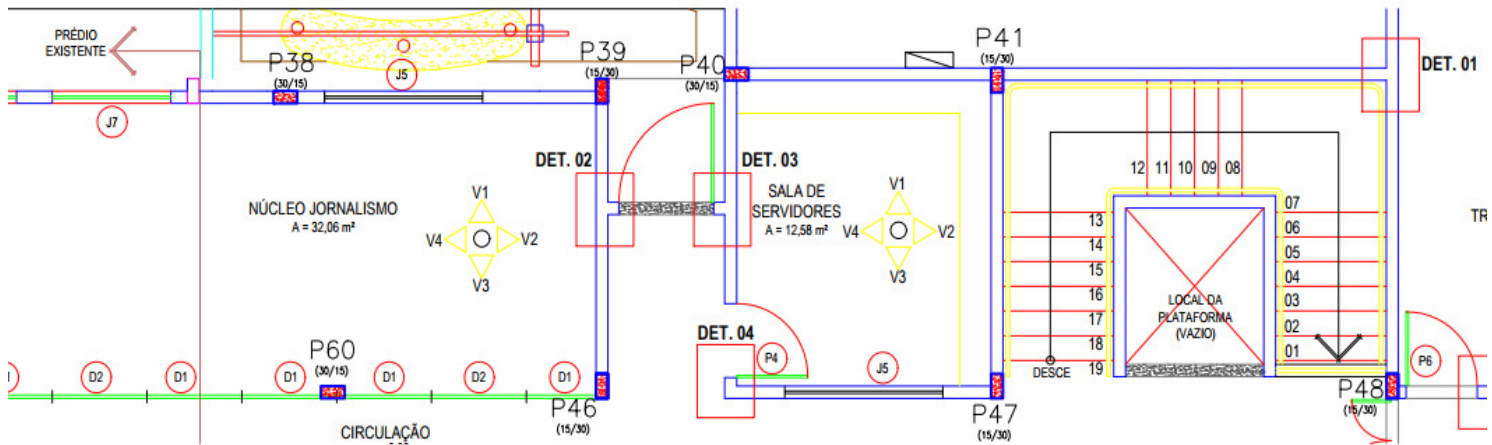 PRÉDIO
EXISTENTE
P38
(30/15)
J5
P39
(15/30)
P40
(30/15)
P41
(15/30)
DET. 01
J7
DET. 02
DET. 03
NÚCLEO JORNALISMO
A = 32,06 m²
V1
V4
V2
V3
SALA DE
SERVIDORES
A = 12,58 m²
V1
V4
V2
V3
12
11
10
09
08
13
14
15
16
17
18
19
07
06
05
04
03
02
01
LOCAL DA
PLATAFORMA
(VAZIO)
DESCE
TR
DET. 04
P4
J5
P6
P60
(30/15)
D2
D1
D1
D1
D2
D1
P46
(15/30)
P47
(15/30)
P48
(15/30)
CIRCULAÇÃO